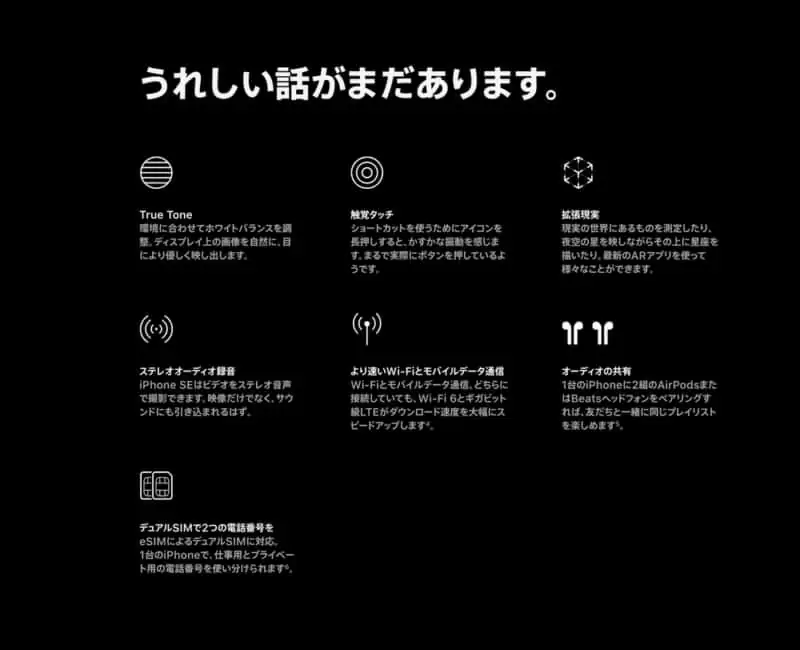 うれしい話がまだあります。
True Tone
環境に合わせてホワイトバランスを調
整。ディスプレイ上の画像を自然に、目
により優しく映し出します。
触覚タッチ
ショートカットを使うためにアイコンを
長押しすると、かすかな振動を感じま
す。まるで実際にボタンを押しているよ
うです。
拡張現実
現実の世界にあるものを測定したり、
夜空の星を映しながらその上に星座を
描いたり。最新のARアプリを使って
様々なことができます。
ステレオオーディオ録音
iPhone SEはビデオをステレオ音声
で撮影できます。映像だけでなく、サウ
ンドにも引き込まれるはず。
より速いWi-Fiとモバイルデータ通信
Wi-Fiとモバイルデータ通信。どちらに
接続していても、Wi-Fi 6とギガビット
級LTEがダウンロード速度を大幅にス
ピードアップします⁴。
オーディオの共有
1台のiPhoneに2組のAirPodsまた
はBeatsヘッドフォンをペアリングす
れば、友だちと一緒に同じプレイリスト
を楽しめます⁵。
デュアルSIMで2つの電話番号を
eSIMによるデュアルSIMに対応。
1台のiPhoneで、仕事用とプライベー
ト用の電話番号を使い分けられます⁶。